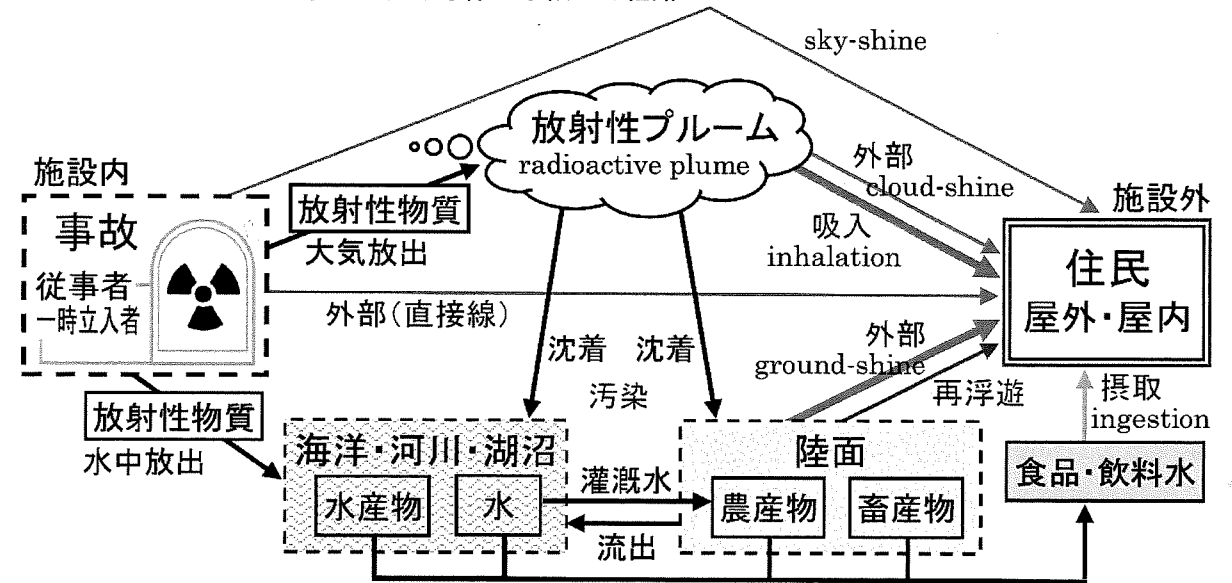 sky-shine
放射性プルーム
radioactive plume
施設内
事故
従事者
一時立入者
放射性物質
大気放出
外部
cloud-shine
吸入
inhalation
施設外
住民
屋外・屋内
外部(直接線)
沈着
沈着
汚染
外部
ground-shine
再浮遊
摂取
ingestion
放射性物質
水中放出
海洋・河川・湖沼
水産物
水
灌漑水
流出
陸面
農産物
畜産物
食品・飲料水